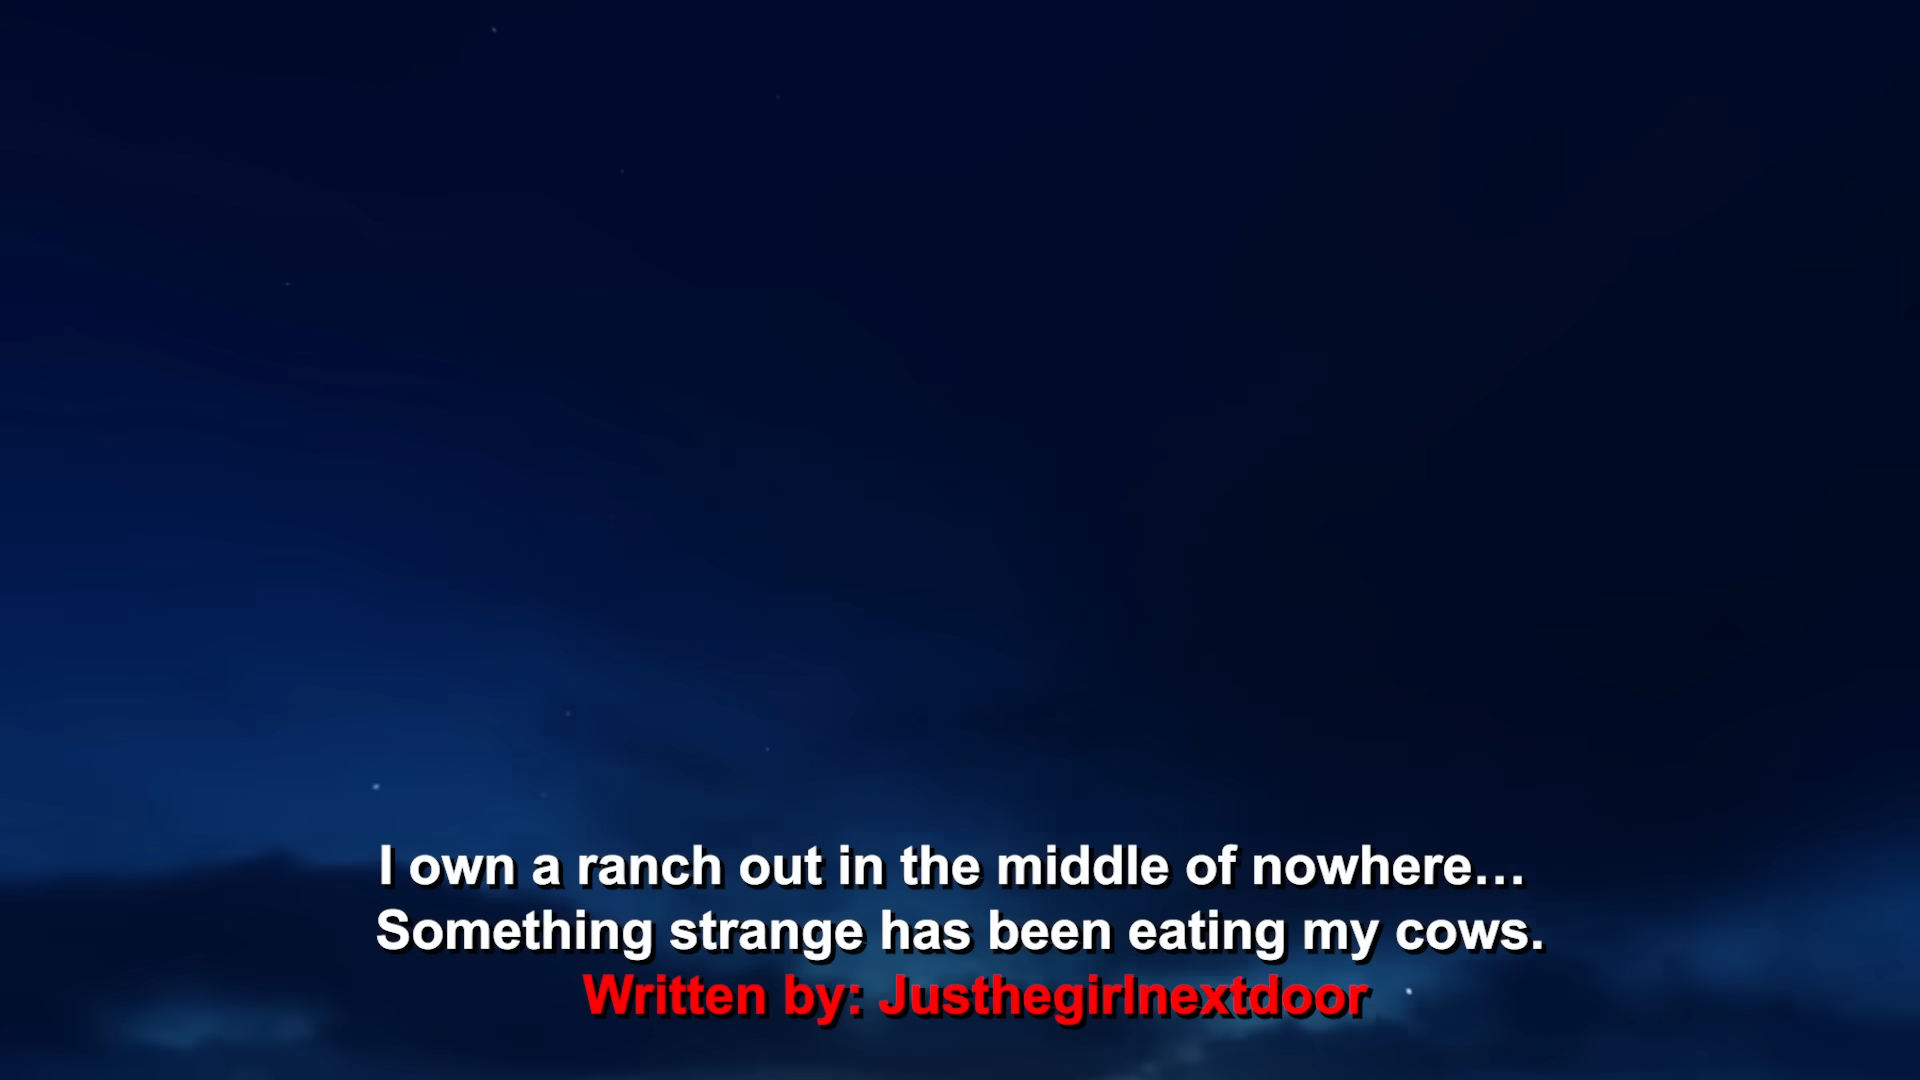 I own a ranch out in the middle of nowhere…
Something strange has been eating my cows.
Written by: Justhegirlnextdoor